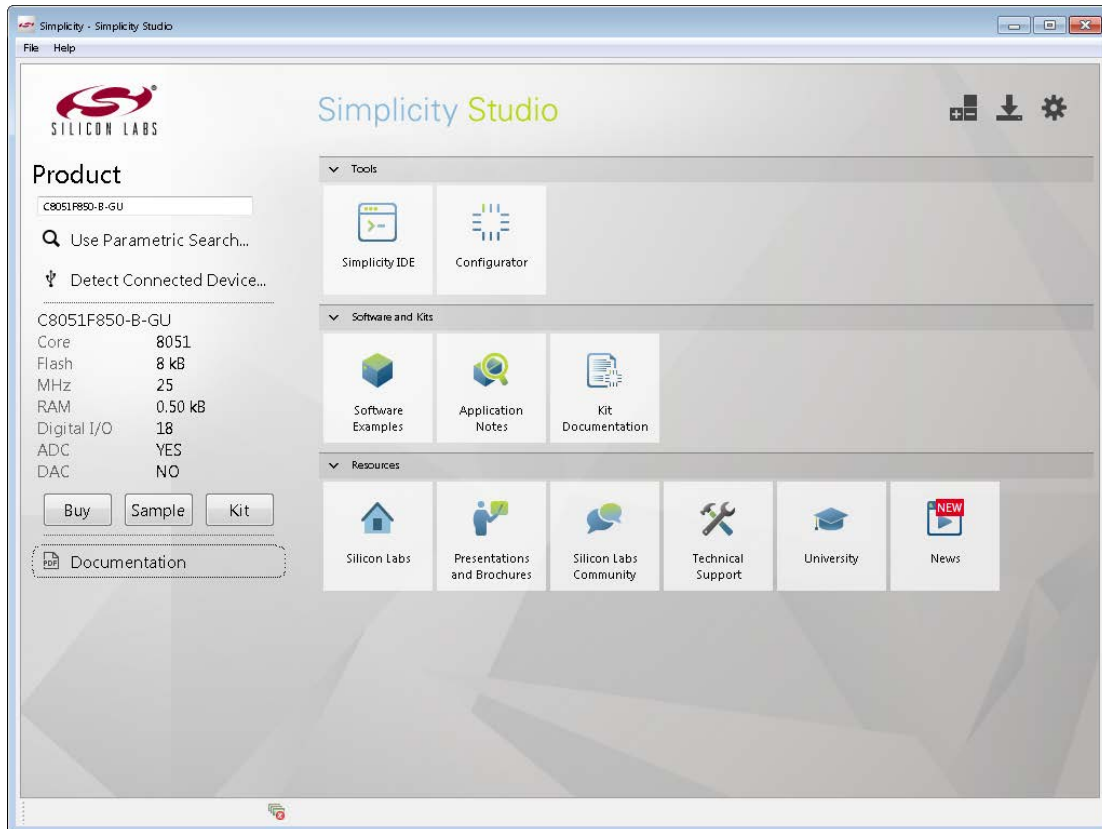 Simplicity - Simplicity Studio
File Help
SILICON LABS
Simplicity Studio
Product
C8051F850-B-GU
Use Parametric Search...
Detect Connected Device...
C8051F850-B-GU
Core 8051
Flash 8 kB
MHz 25
RAM 0.50 kB
Digital I/O 18
ADC YES
DAC NO
Buy Sample Kit
PDF Documentation
Tools
Simplicity IDE Configurator
Software and Kits
Software Application Kit
Examples Notes Documentation
Resources
NEW
Silicon Labs Presentations Silicon Labs Technical University News
and Brochures Community Support